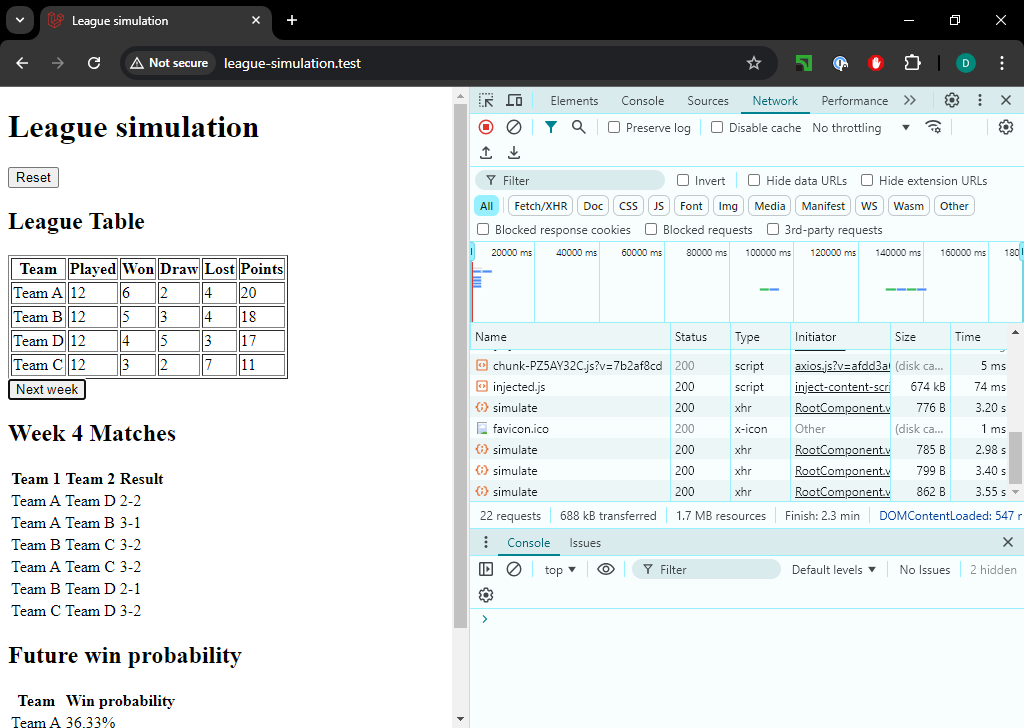 League simulation
Not secure league-simulation.test
D
League simulation
Reset
League Table
Team Played Won Draw Lost Points
Team A 12 6 2 4 20
Team B 12 5 3 4 18
Team D 12 4 5 3 17
Team C 12 3 2 7 11
Next week
Week 4 Matches
Team 1 Team 2 Result
Team A Team D 2-2
Team A Team B 3-1
Team B Team C 3-2
Team A Team C 3-2
Team B Team D 2-1
Team C Team D 3-2
Future win probability
Team Win probability
Team A 36.33%
Elements Console Sources Network Performance
Preserve log Disable cache No throttling
Filter Invert Hide data URLs Hide extension URLs
All Fetch/XHR Doc CSS JS Font Img Media Manifest WS Wasm Other
Blocked response cookies Blocked requests 3rd-party requests
20000 ms 40000 ms 60000 ms 80000 ms 100000 ms 120000 ms 140000 ms 160000 ms 180
Name Status Type Initiator Size Time
chunk-PZ5AY32C.js?v=7b2af8cd 200 script axios.js?v=afdd3a (disk ca... 5 ms
injected.js 200 script inject-content-scri 674 kB 74 ms
simulate 200 xhr RootComponent.v 776 B 3.20 s
favicon.ico 200 x-icon Other (disk ca... 1 ms
simulate 200 xhr RootComponent.v 785 B 2.98 s
simulate 200 xhr RootComponent.v 799 B 3.40 s
simulate 200 xhr RootComponent.v 862 B 3.55 s
22 requests 688 kB transferred 1.7 MB resources Finish: 2.3 min DOMContentLoaded: 547 r
Console Issues
top Filter Default levels No Issues 2 hidden